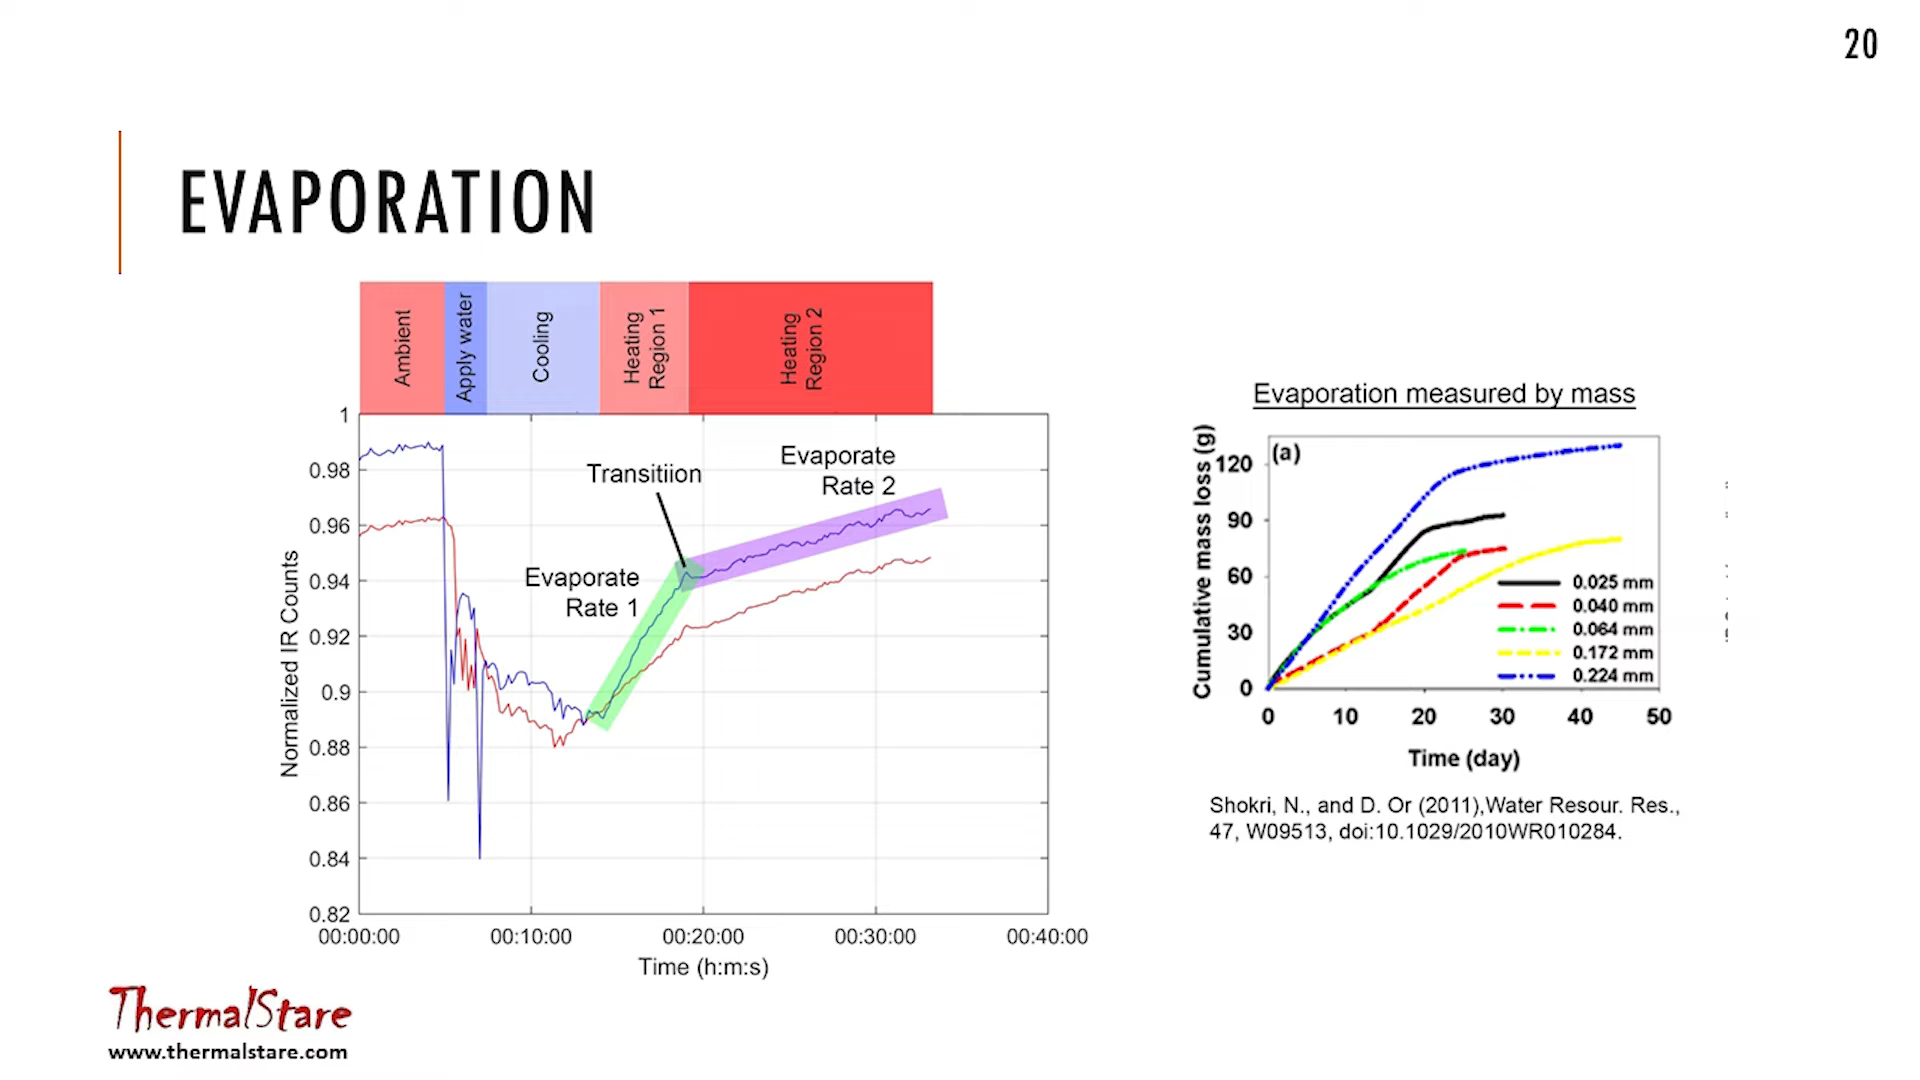 20
EVAPORATION
Ambient
Apply water
Cooling
Heating
Region 1
Heating
Region 2
1
0.98
0.96
0.94
0.92
0.9
0.88
0.86
0.84
0.82
Normalized IR Counts
Transitiion
Evaporate
Rate 2
Evaporate
Rate 1
00:00:00
00:10:00
00:20:00
00:30:00
00:40:00
Time (h:m:s)
Evaporation measured by mass
(a)
Cumulative mass loss (g)
120
90
60
30
0
0.025 mm
0.040 mm
0.064 mm
0.172 mm
0.224 mm
0
10
20
30
40
50
Time (day)
Shokri, N., and D. Or (2011),Water Resour. Res.,
47, W09513, doi:10.1029/2010WR010284.
ThermalStare
www.thermalstare.com